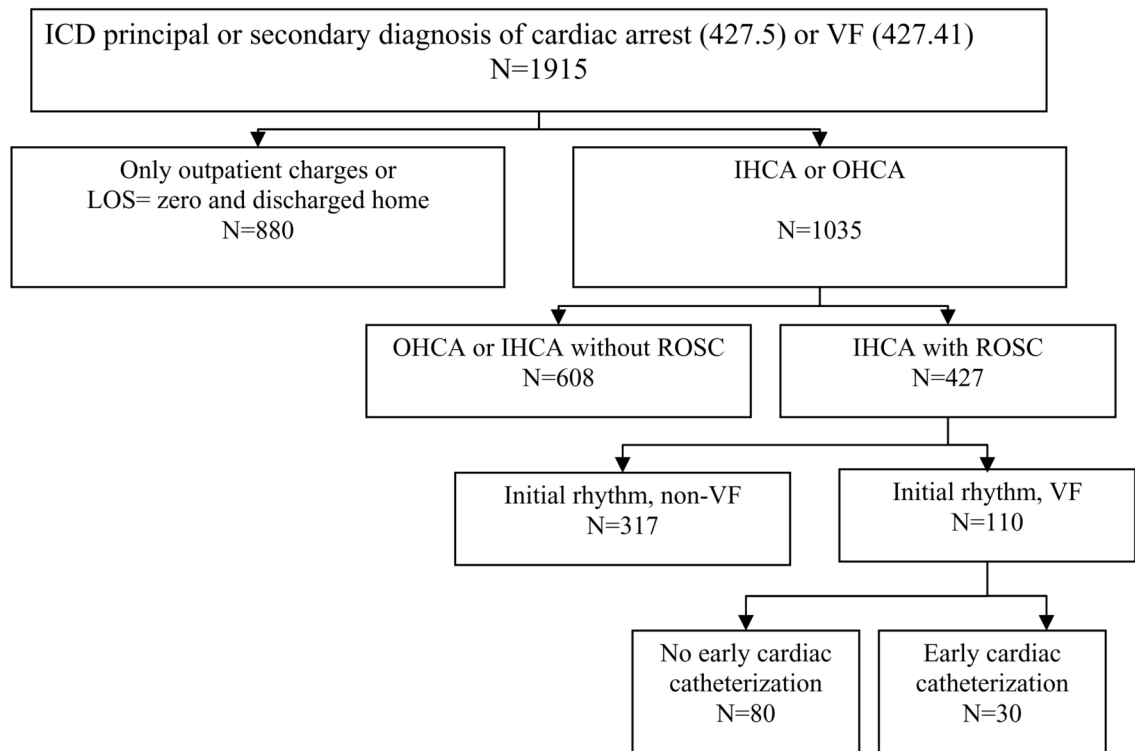 ICD principal or secondary diagnosis of cardiac arrest (427.5) or VF (427.41)
N=1915
Only outpatient charges or
LOS= zero and discharged home
N=880
IHCA or OHCA
N=1035
OHCA or IHCA without ROSC
N=608
IHCA with ROSC
N=427
Initial rhythm, non-VF
N=317
Initial rhythm, VF
N=110
No early cardiac
catheterization
N=80
Early cardiac
catheterization
N=30